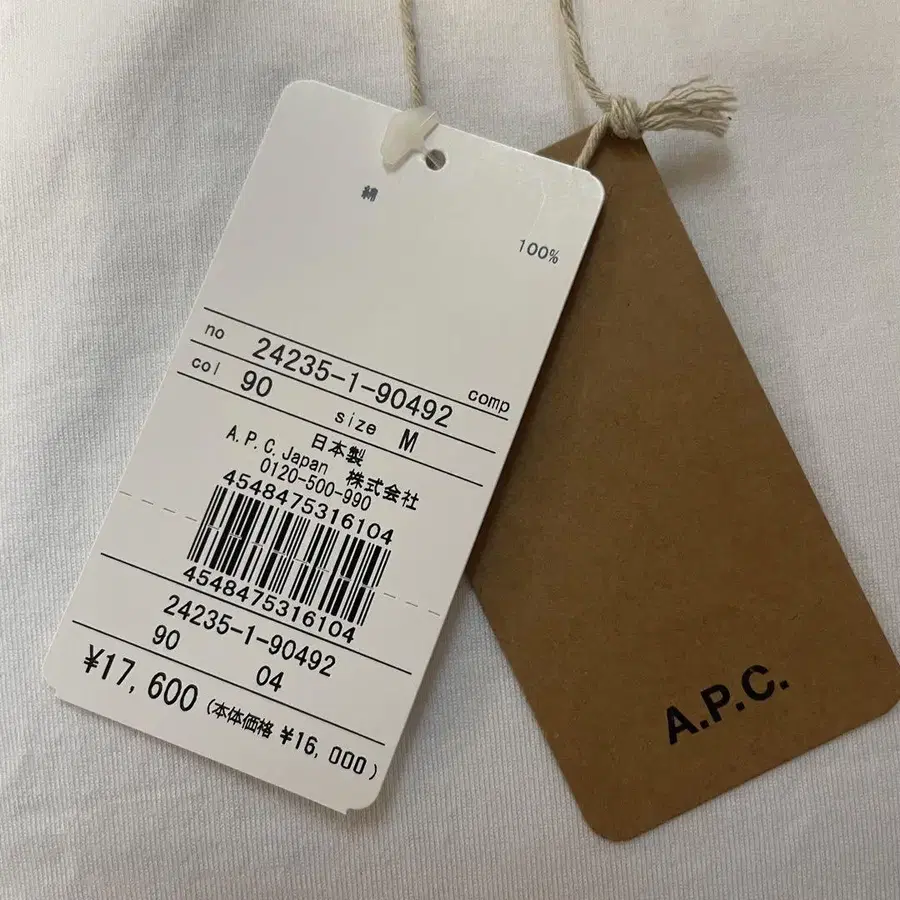 綿 100%
no 24235-1-90492 comp
col 90 size M
日本製
A.P.C.Japan 株式会社
0120-500-990
4548475316104
4548475316104
24235-1-90492
90 04
¥17,600 (本体価格 ¥16,000)
A.P.C.